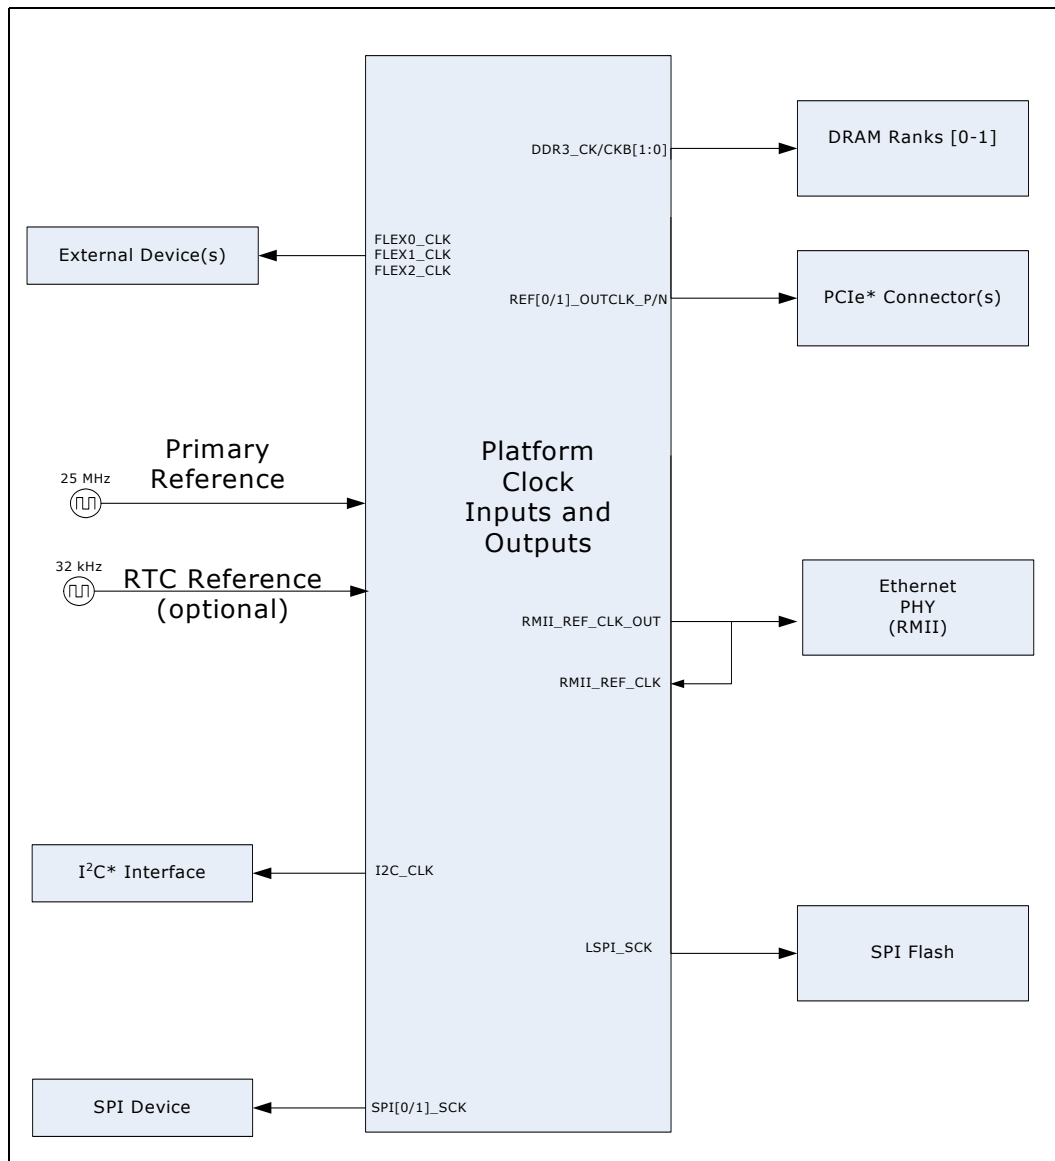 DDR3_CK/CKB[1:0]
DRAM Ranks [0-1]
External Device(s)
FLEX0_CLK
FLEX1_CLK
FLEX2_CLK
REF[0/1]_OUTCLK_P/N
PCIe* Connector(s)
Primary
Reference
25 MHz
Platform
Clock
Inputs and
Outputs
32 kHz
RTC Reference
(optional)
RMII_REF_CLK_OUT
Ethernet
PHY
(RMII)
RMII_REF_CLK
I²C* Interface
I2C_CLK
LSPI_SCK
SPI Flash
SPI Device
SPI[0/1]_SCK